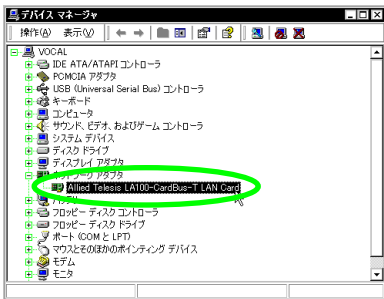 デバイス マネージャ
操作(A) 表示(V)
VOCAL
IDE ATA/ATAPI コントローラ
PCMCIA アダプタ
USB (Universal Serial Bus) コントローラ
キーボード
コンピュータ
サウンド、ビデオ、およびゲーム コントローラ
システム デバイス
ディスク ドライブ
ディスプレイ アダプタ
ネットワーク アダプタ
Allied Telesis LA100-CardBus-T LAN Card
バッテリ
フロッピー ディスク コントローラ
フロッピー ディスク ドライブ
ポート (COM と LPT)
マウスとそのほかのポインティング デバイス
モデム
モニタ